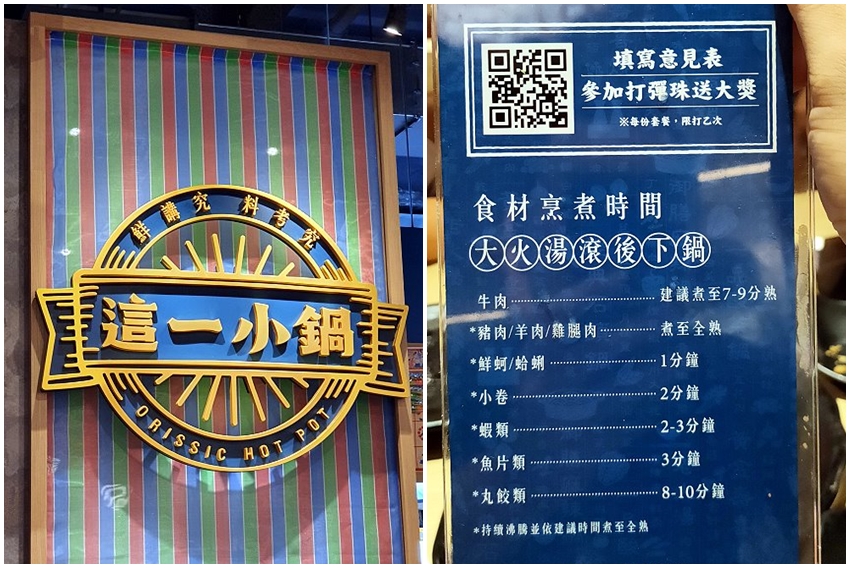 鮮講究 料考究
這一小鍋
ORISSIC HOT POT
填寫意見表
參加打彈珠送大獎
※每份套餐，限打乙次
食材烹煮時間
大火湯滾後下鍋
牛肉 建議煮至7-9分熟
*豬肉/羊肉/雞腿肉 煮至全熟
*鮮蚵/蛤蜊 1分鐘
*小卷 2分鐘
*蝦類 2-3分鐘
*魚片類 3分鐘
*丸餃類 8-10分鐘
*持續沸騰並依建議時間煮至全熟